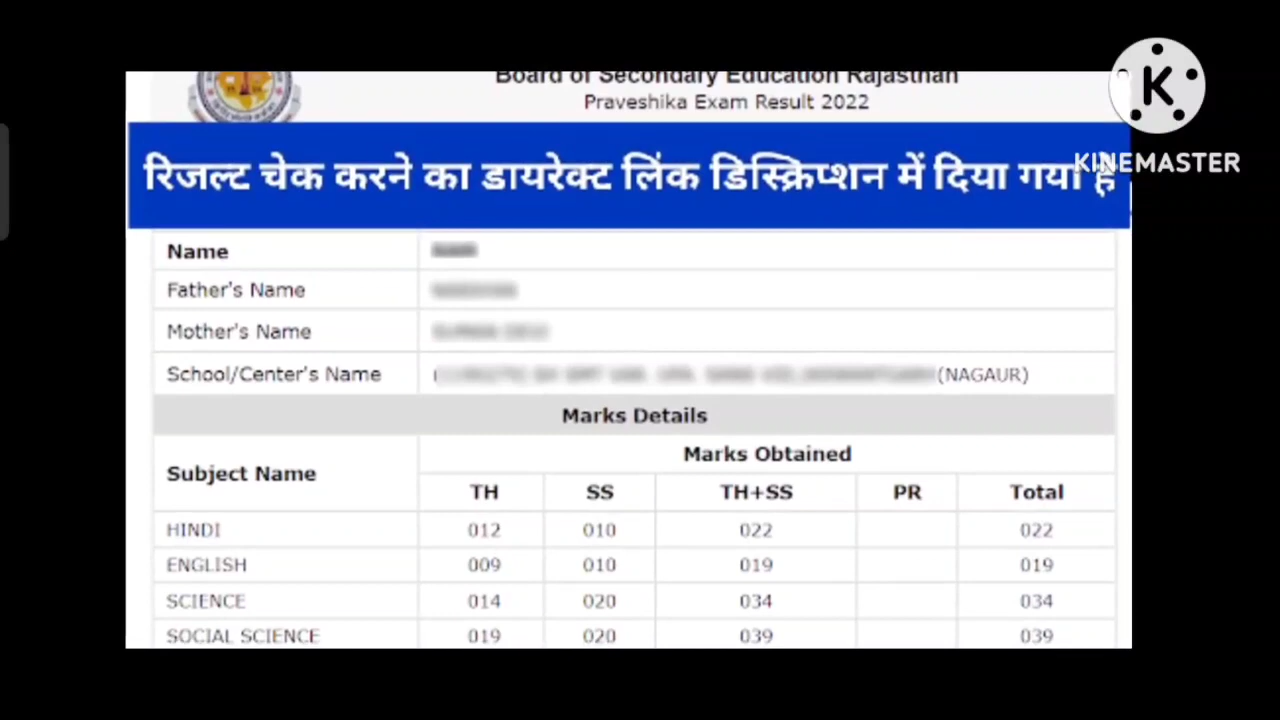 Board of Secondary Education Rajasthan
Praveshika Exam Result 2022
रिजल्ट चेक करने का डायरेक्ट लिंक डिस्क्रिप्शन में दिया गया है
K
KINEMASTER
Name
Father's Name
Mother's Name
School/Center's Name (NAGAUR)
Marks Details
Subject Name Marks Obtained
TH SS TH+SS PR Total
HINDI 012 010 022 022
ENGLISH 009 010 019 019
SCIENCE 014 020 034 034
SOCIAL SCIENCE 019 020 039 039